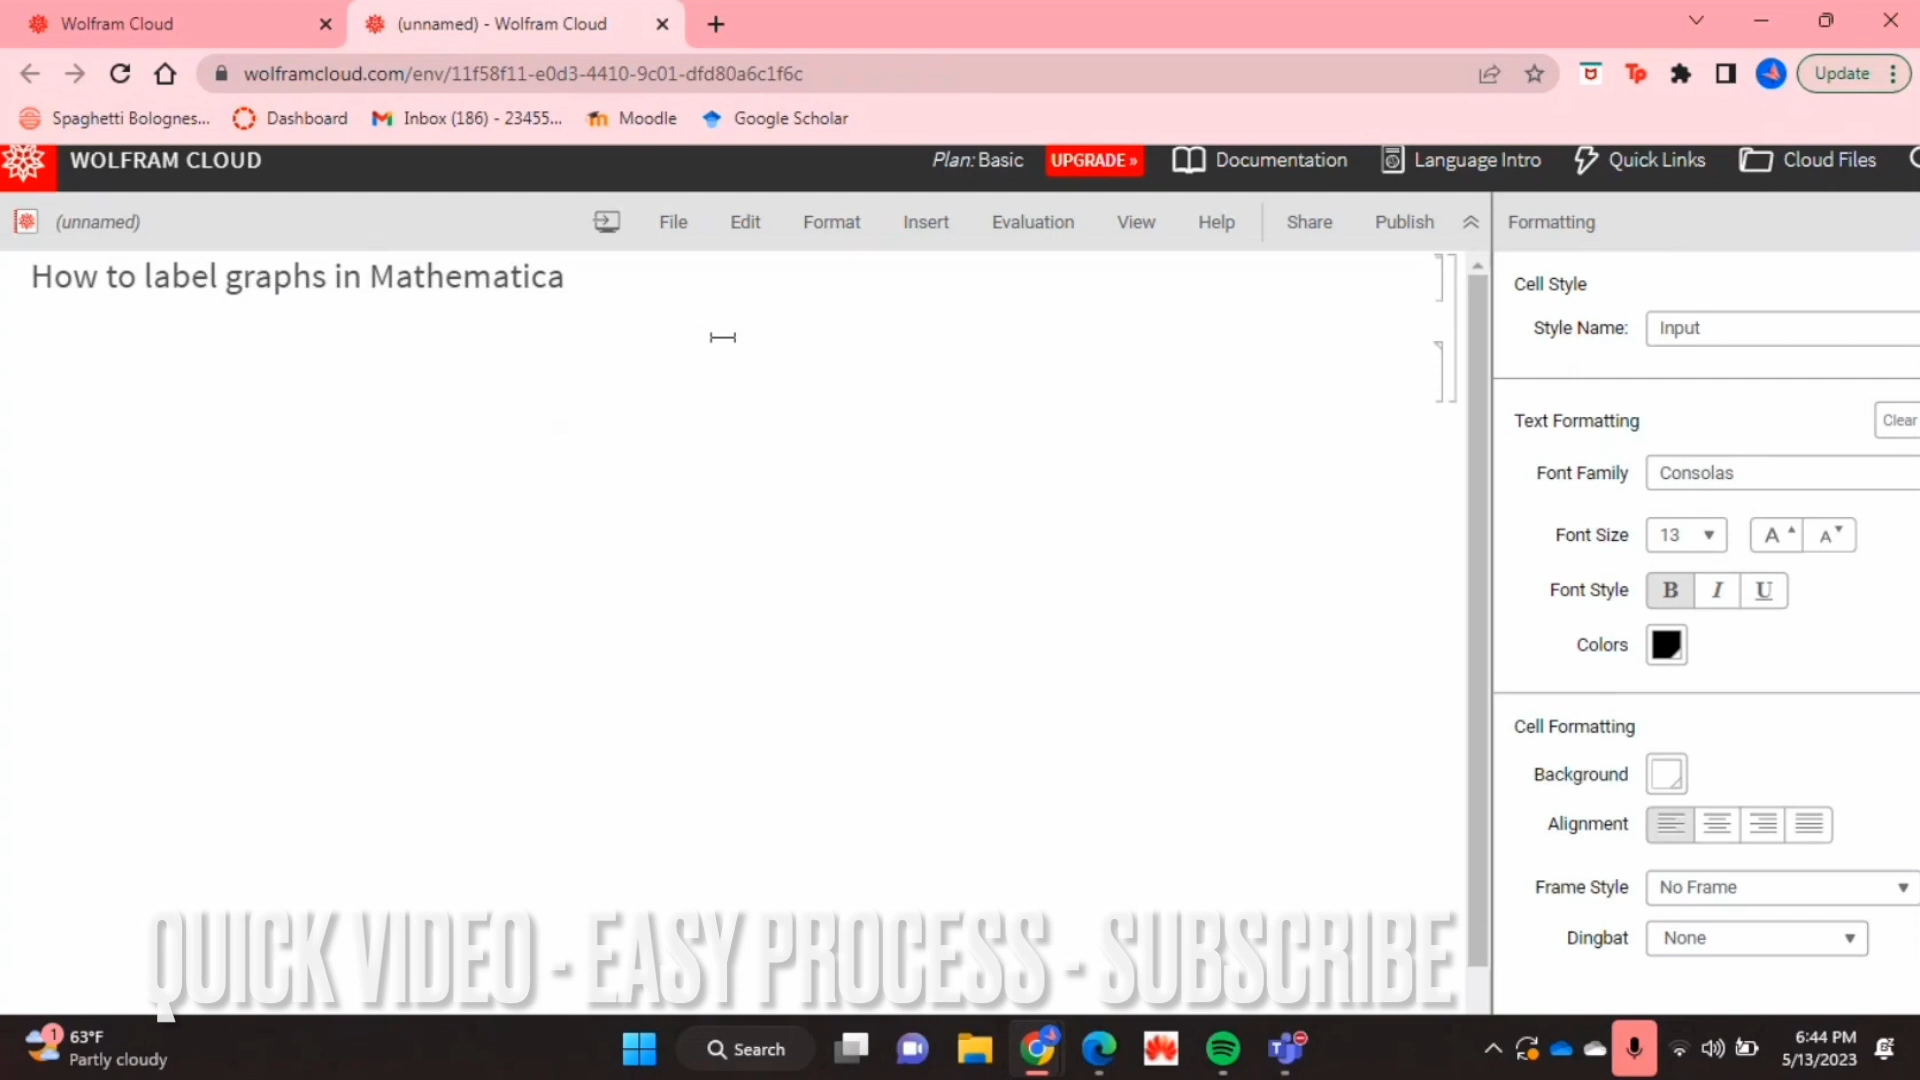 Wolfram Cloud
(unnamed) - Wolfram Cloud
wolframcloud.com/env/11f58f11-e0d3-4410-9c01-dfd80a6c1f6c
Update
Spaghetti Bolognes...
Dashboard
Inbox (186) - 23455...
Moodle
Google Scholar
WOLFRAM CLOUD
Plan: Basic
UPGRADE »
Documentation
Language Intro
Quick Links
Cloud Files
(unnamed)
File
Edit
Format
Insert
Evaluation
View
Help
Share
Publish
Formatting
How to label graphs in Mathematica
Cell Style
Style Name: Input
Text Formatting
Clear
Font Family Consolas
Font Size 13 A A
Font Style B I U
Colors
Cell Formatting
Background
Alignment
Frame Style No Frame
Dingbat None
QUICK VIDEO - EASY PROCESS - SUBSCRIBE
1
63°F
Partly cloudy
Search
6:44 PM
5/13/2023